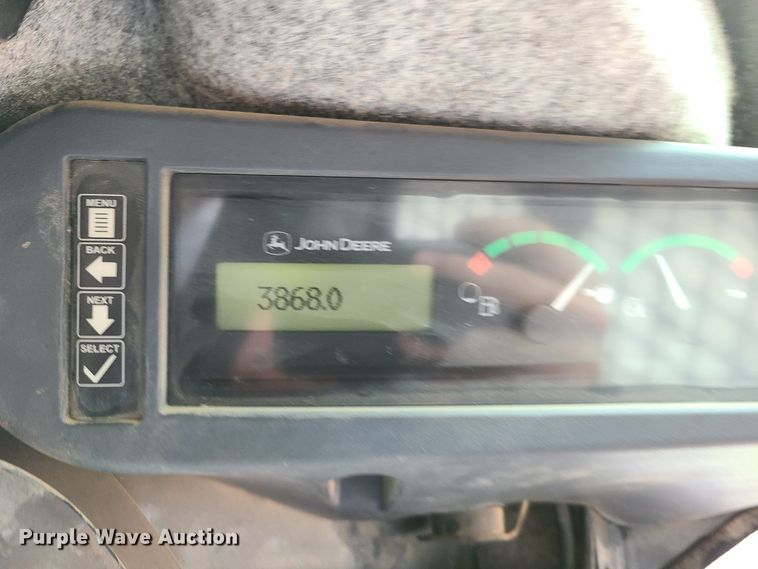 MENU
BACK
NEXT
SELECT
JOHN DEERE
3868.0
Purple Wave Auction